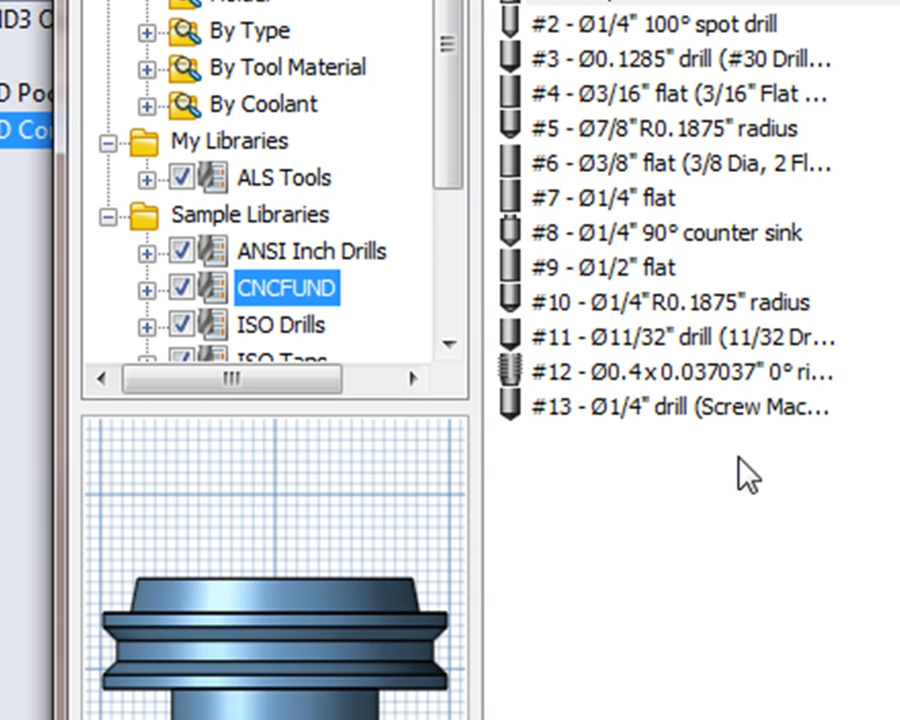 By Type
By Tool Material
By Coolant
My Libraries
ALS Tools
Sample Libraries
ANSI Inch Drills
CNCFUND
ISO Drills
ISO Taps
#2 - Ø1/4" 100° spot drill
#3 - Ø0.1285" drill (#30 Drill...
#4 - Ø3/16" flat (3/16" Flat ...
#5 - Ø7/8"R0.1875" radius
#6 - Ø3/8" flat (3/8 Dia, 2 Fl...
#7 - Ø1/4" flat
#8 - Ø1/4" 90° counter sink
#9 - Ø1/2" flat
#10 - Ø1/4"R0.1875" radius
#11 - Ø11/32" drill (11/32 Dr...
#12 - Ø0.4x0.037037" 0° ri...
#13 - Ø1/4" drill (Screw Mac...